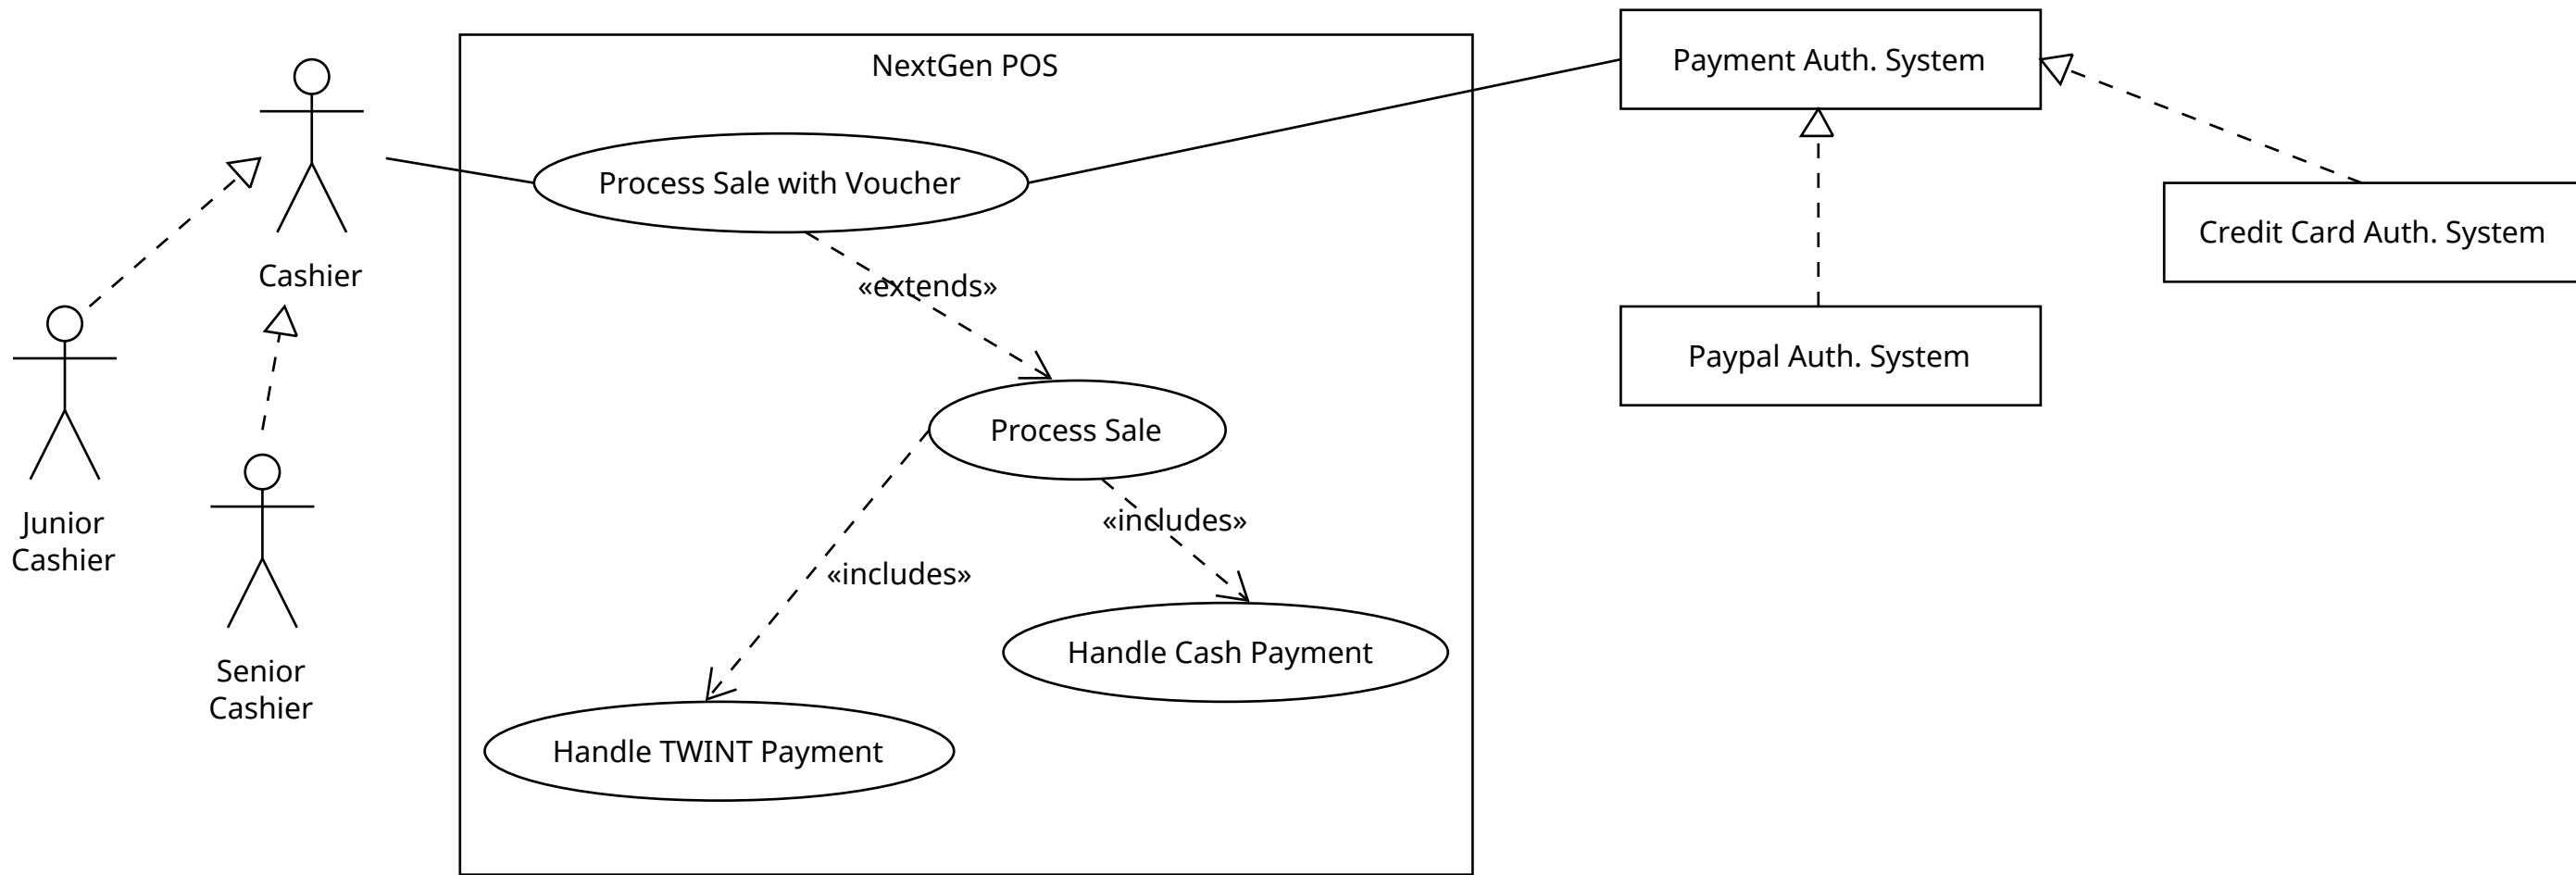 NextGen POS
Payment Auth. System
Process Sale with Voucher
Credit Card Auth. System
Cashier
«extends»
Paypal Auth. System
Process Sale
Junior
Cashier
«includes»
«includes»
Senior
Cashier
Handle Cash Payment
Handle TWINT Payment